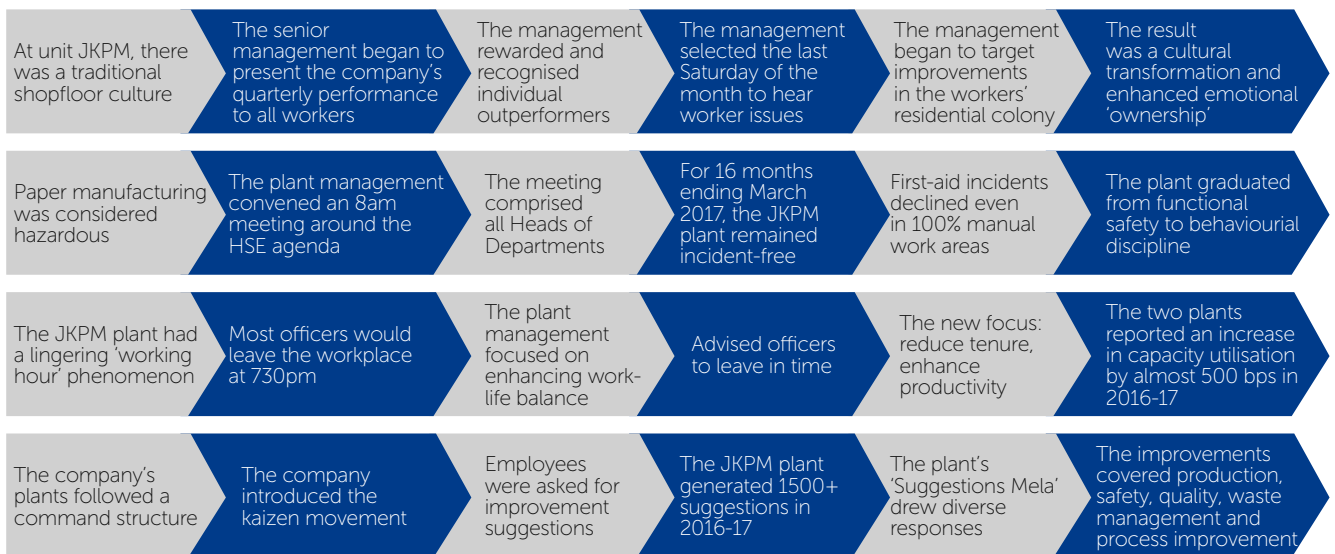 At unit JKPM, there
was a traditional
shopfloor culture
The senior
management began to
present the company's
quarterly performance
to all workers
The management
rewarded and
recognised
individual
outperformers
The management
selected the last
Saturday of the
month to hear
worker issues
The management
began to target
improvements
in the workers'
residential colony
The result
was a cultural
transformation and
enhanced emotional
'ownership'
Paper manufacturing
was considered
hazardous
The plant management
convened an 8am
meeting around the
HSE agenda
The meeting
comprised
all Heads of
Departments
For 16 months
ending March
2017, the JKPM
plant remained
incident-free
First-aid incidents
declined even
in 100% manual
work areas
The plant graduated
from functional
safety to behaviourial
discipline
The JKPM plant had
a lingering 'working
hour' phenomenon
Most officers would
leave the workplace
at 730pm
The plant
management
focused on
enhancing work-
life balance
Advised officers
to leave in time
The new focus:
reduce tenure,
enhance
productivity
The two plants
reported an increase
in capacity utilisation
by almost 500 bps in
2016-17
The company's
plants followed a
command structure
The company
introduced the
kaizen movement
Employees
were asked for
improvement
suggestions
The JKPM plant
generated 1500+
suggestions in
2016-17
The plant's
'Suggestions Mela'
drew diverse
responses
The improvements
covered production,
safety, quality, waste
management and
process improvement